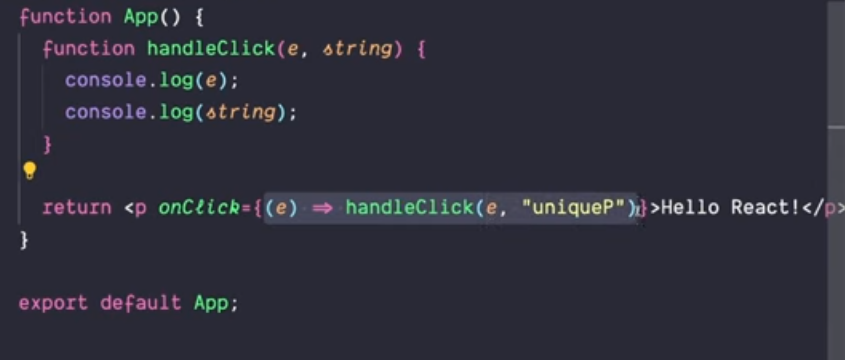 function App() {
function handleClick(e, string) {
console.log(e);
console.log(string);
}
return <p onClick={(e) => handleClick(e, "uniqueP")}>Hello React!</p>
}
export default App;